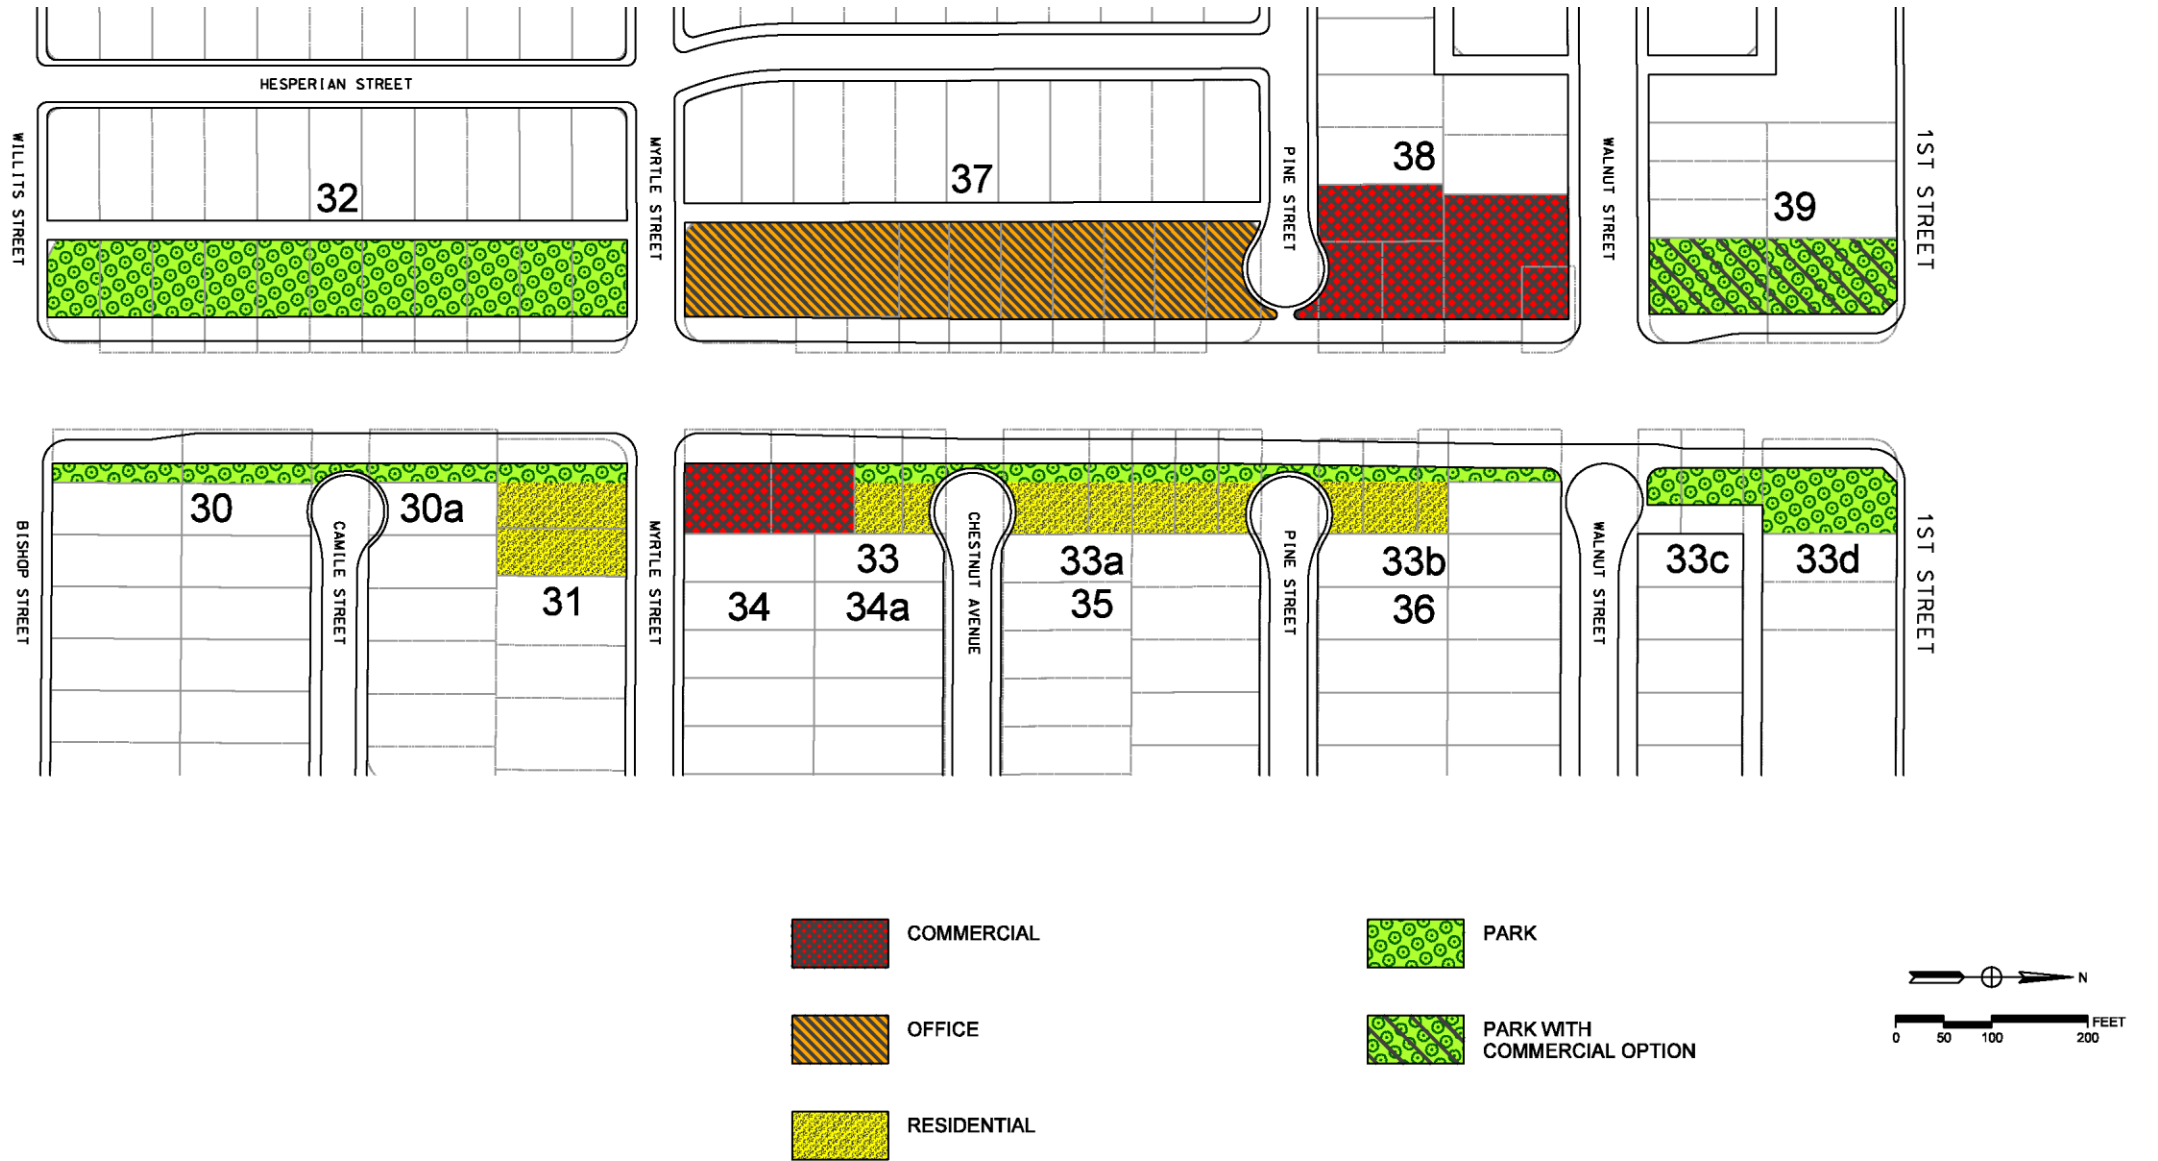 HESPERIAN STREET
WILLITS STREET
32
MYRTLE STREET
37
PINE STREET
38
WALNUT STREET
39
1ST STREET
BISHOP STREET
30
CAMILE STREET
30a
31
MYRTLE STREET
33
34
34a
CHESTNUT AVENUE
33a
35
PINE STREET
33b
36
WALNUT STREET
33c
33d
1ST STREET
COMMERCIAL
OFFICE
RESIDENTIAL
PARK
PARK WITH
COMMERCIAL OPTION
N
FEET
0 50 100 200